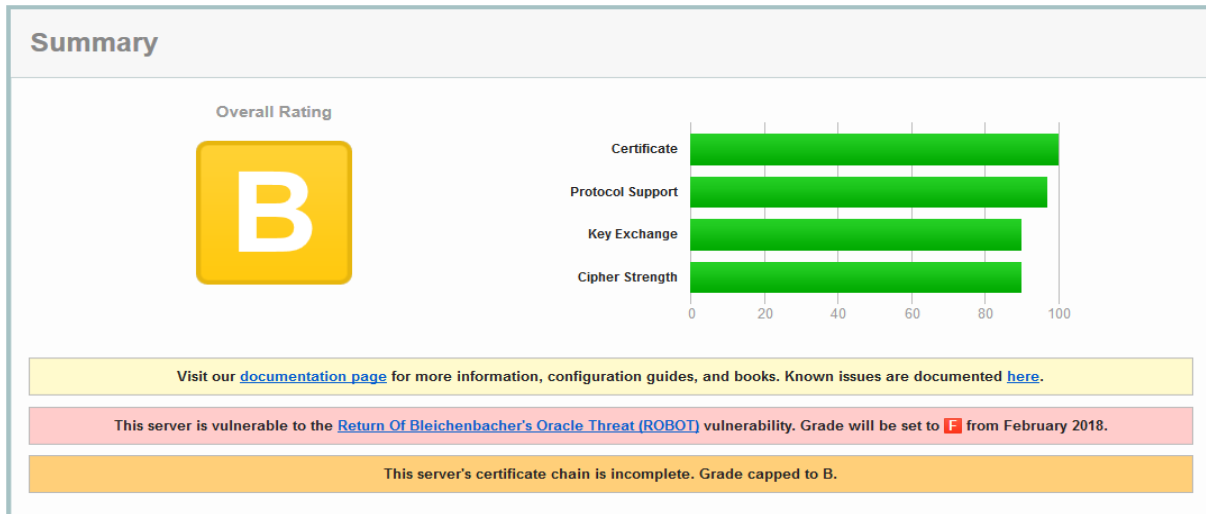 Summary
Overall Rating
B
Certificate
Protocol Support
Key Exchange
Cipher Strength
0 20 40 60 80 100
Visit our documentation page for more information, configuration guides, and books. Known issues are documented here.
This server is vulnerable to the Return Of Bleichenbacher's Oracle Threat (ROBOT) vulnerability. Grade will be set to F from February 2018.
This server's certificate chain is incomplete. Grade capped to B.